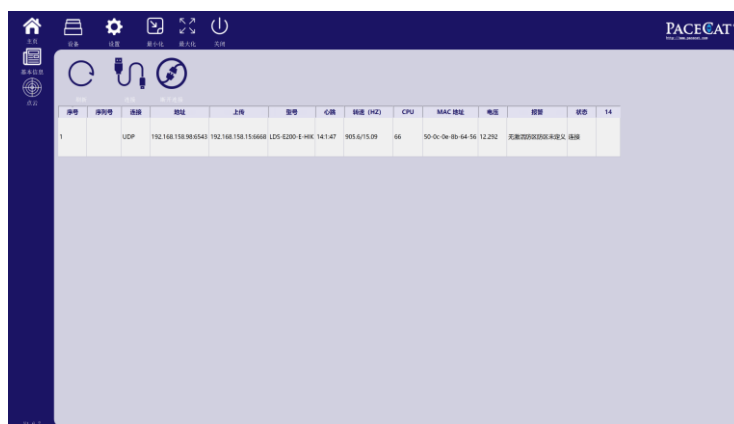 主页
设备
设置
最小化
最大化
关闭
PACECAT
基本信息
点云
序号 序列号 连接 地址 上传 型号 心跳 转速 (HZ) CPU MAC 地址 电压 报警 状态 14
1 UDP 192.168.158.98:6543 192.168.158.15:6668 LDS-E200-E-HIK 14:1:47 905.6/15.09 66 50-0c-0e-8b-64-56 12.292 连接